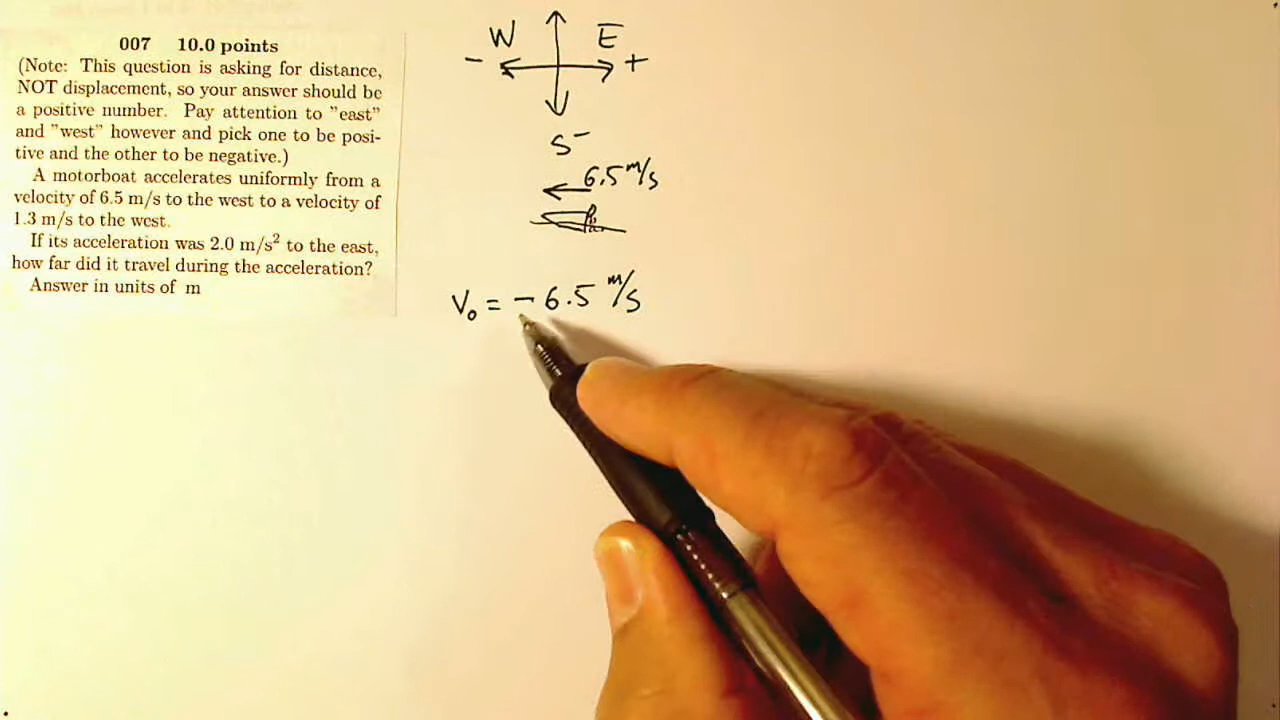 007 10.0 points
(Note: This question is asking for distance,
NOT displacement, so your answer should be
a positive number. Pay attention to "east"
and "west" however and pick one to be posi-
tive and the other to be negative.)
A motorboat accelerates uniformly from a
velocity of 6.5 m/s to the west to a velocity of
1.3 m/s to the west.
If its acceleration was 2.0 m/s² to the east,
how far did it travel during the acceleration?
Answer in units of m
W E
- +
S-
6.5 m/s
V₀ = -6.5 m/s